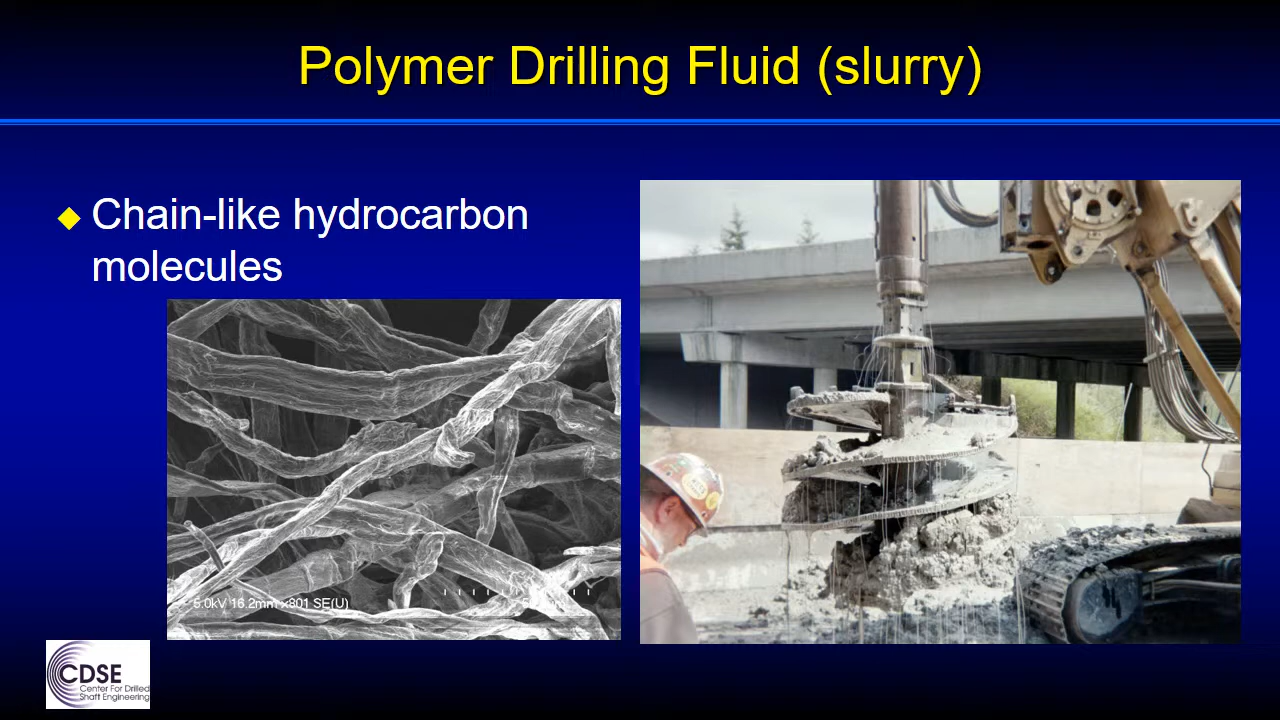 Polymer Drilling Fluid (slurry)
Chain-like hydrocarbon
molecules
5.0kV 16.2mm x801 SE(U)
CDSE
Center For Drilled
Shaft Engineering